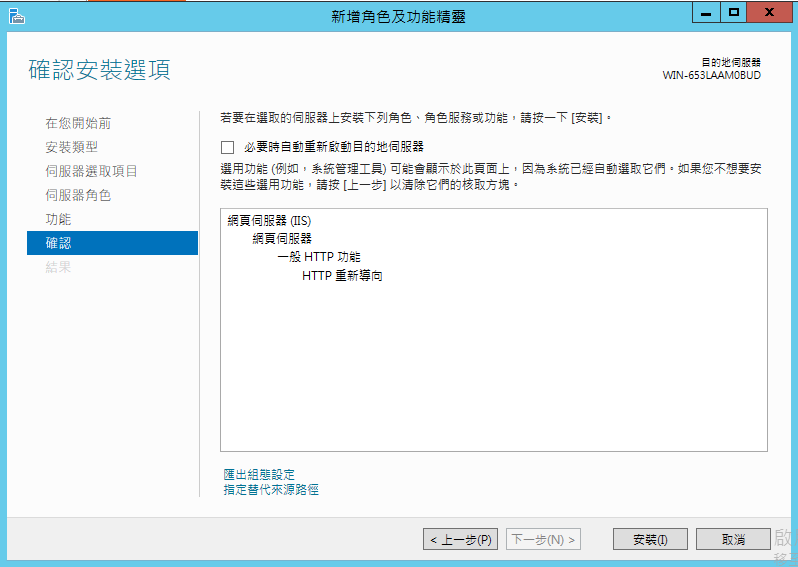 新增角色及功能精靈
確認安裝選項
目的地伺服器
WIN-653LAAM0BUD
在您開始前
安裝類型
伺服器選取項目
伺服器角色
功能
確認
結果
若要在選取的伺服器上安裝下列角色、角色服務或功能，請按一下 [安裝]。
必要時自動重新啟動目的地伺服器
選用功能 (例如，系統管理工具) 可能會顯示於此頁面上，因為系統已經自動選取它們。如果您不想要安
裝這些選用功能，請按 [上一步] 以清除它們的核取方塊。
網頁伺服器 (IIS)
網頁伺服器
一般 HTTP 功能
HTTP 重新導向
匯出組態設定
指定替代來源路徑
< 上一步(P)
下一步(N) >
安裝(I)
取消
啟